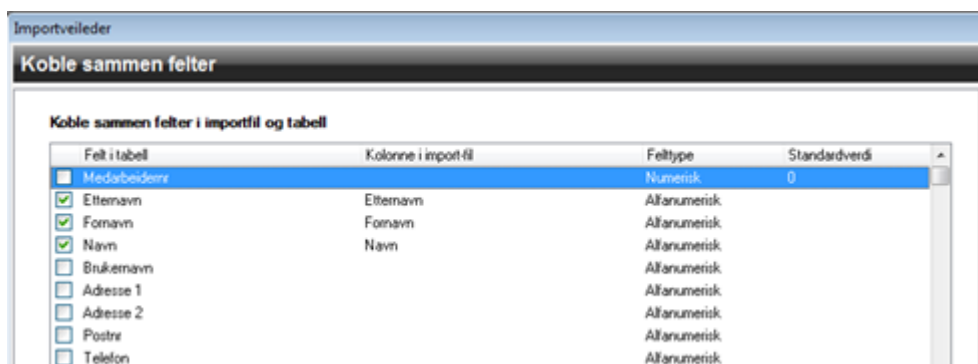 Importveileder
Koble sammen felter
Koble sammen felter i importfil og tabell
Felt i tabell Kolonne i import-fil Felttype Standardverdi
Medarbeidernr Numerisk 0
Etternavn Etternavn Alfanumerisk
Fornavn Fornavn Alfanumerisk
Navn Navn Alfanumerisk
Brukernavn Alfanumerisk
Adresse 1 Alfanumerisk
Adresse 2 Alfanumerisk
Postnr Alfanumerisk
Telefon Alfanumerisk